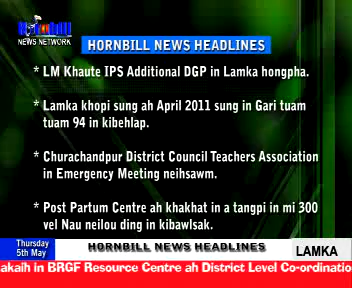 Hornbill
NEWS NETWORK
HORNBILL NEWS HEADLINES
* LM Khaute IPS Additional DGP in Lamka hongpha.
* Lamka khopi sung ah April 2011 sung in Gari tuam
tuam 94 in kibehlap.
* Churachandpur District Council Teachers Association
in Emergency Meeting neihsawm.
* Post Partum Centre ah khakhat in a tangpi in mi 300
vel Nau neilou ding in kibawlsak.
Thursday
5th May
HORNBILL NEWS HEADLINES
LAMKA
akaih in BRGF Resource Centre ah District Level Co-ordinatio